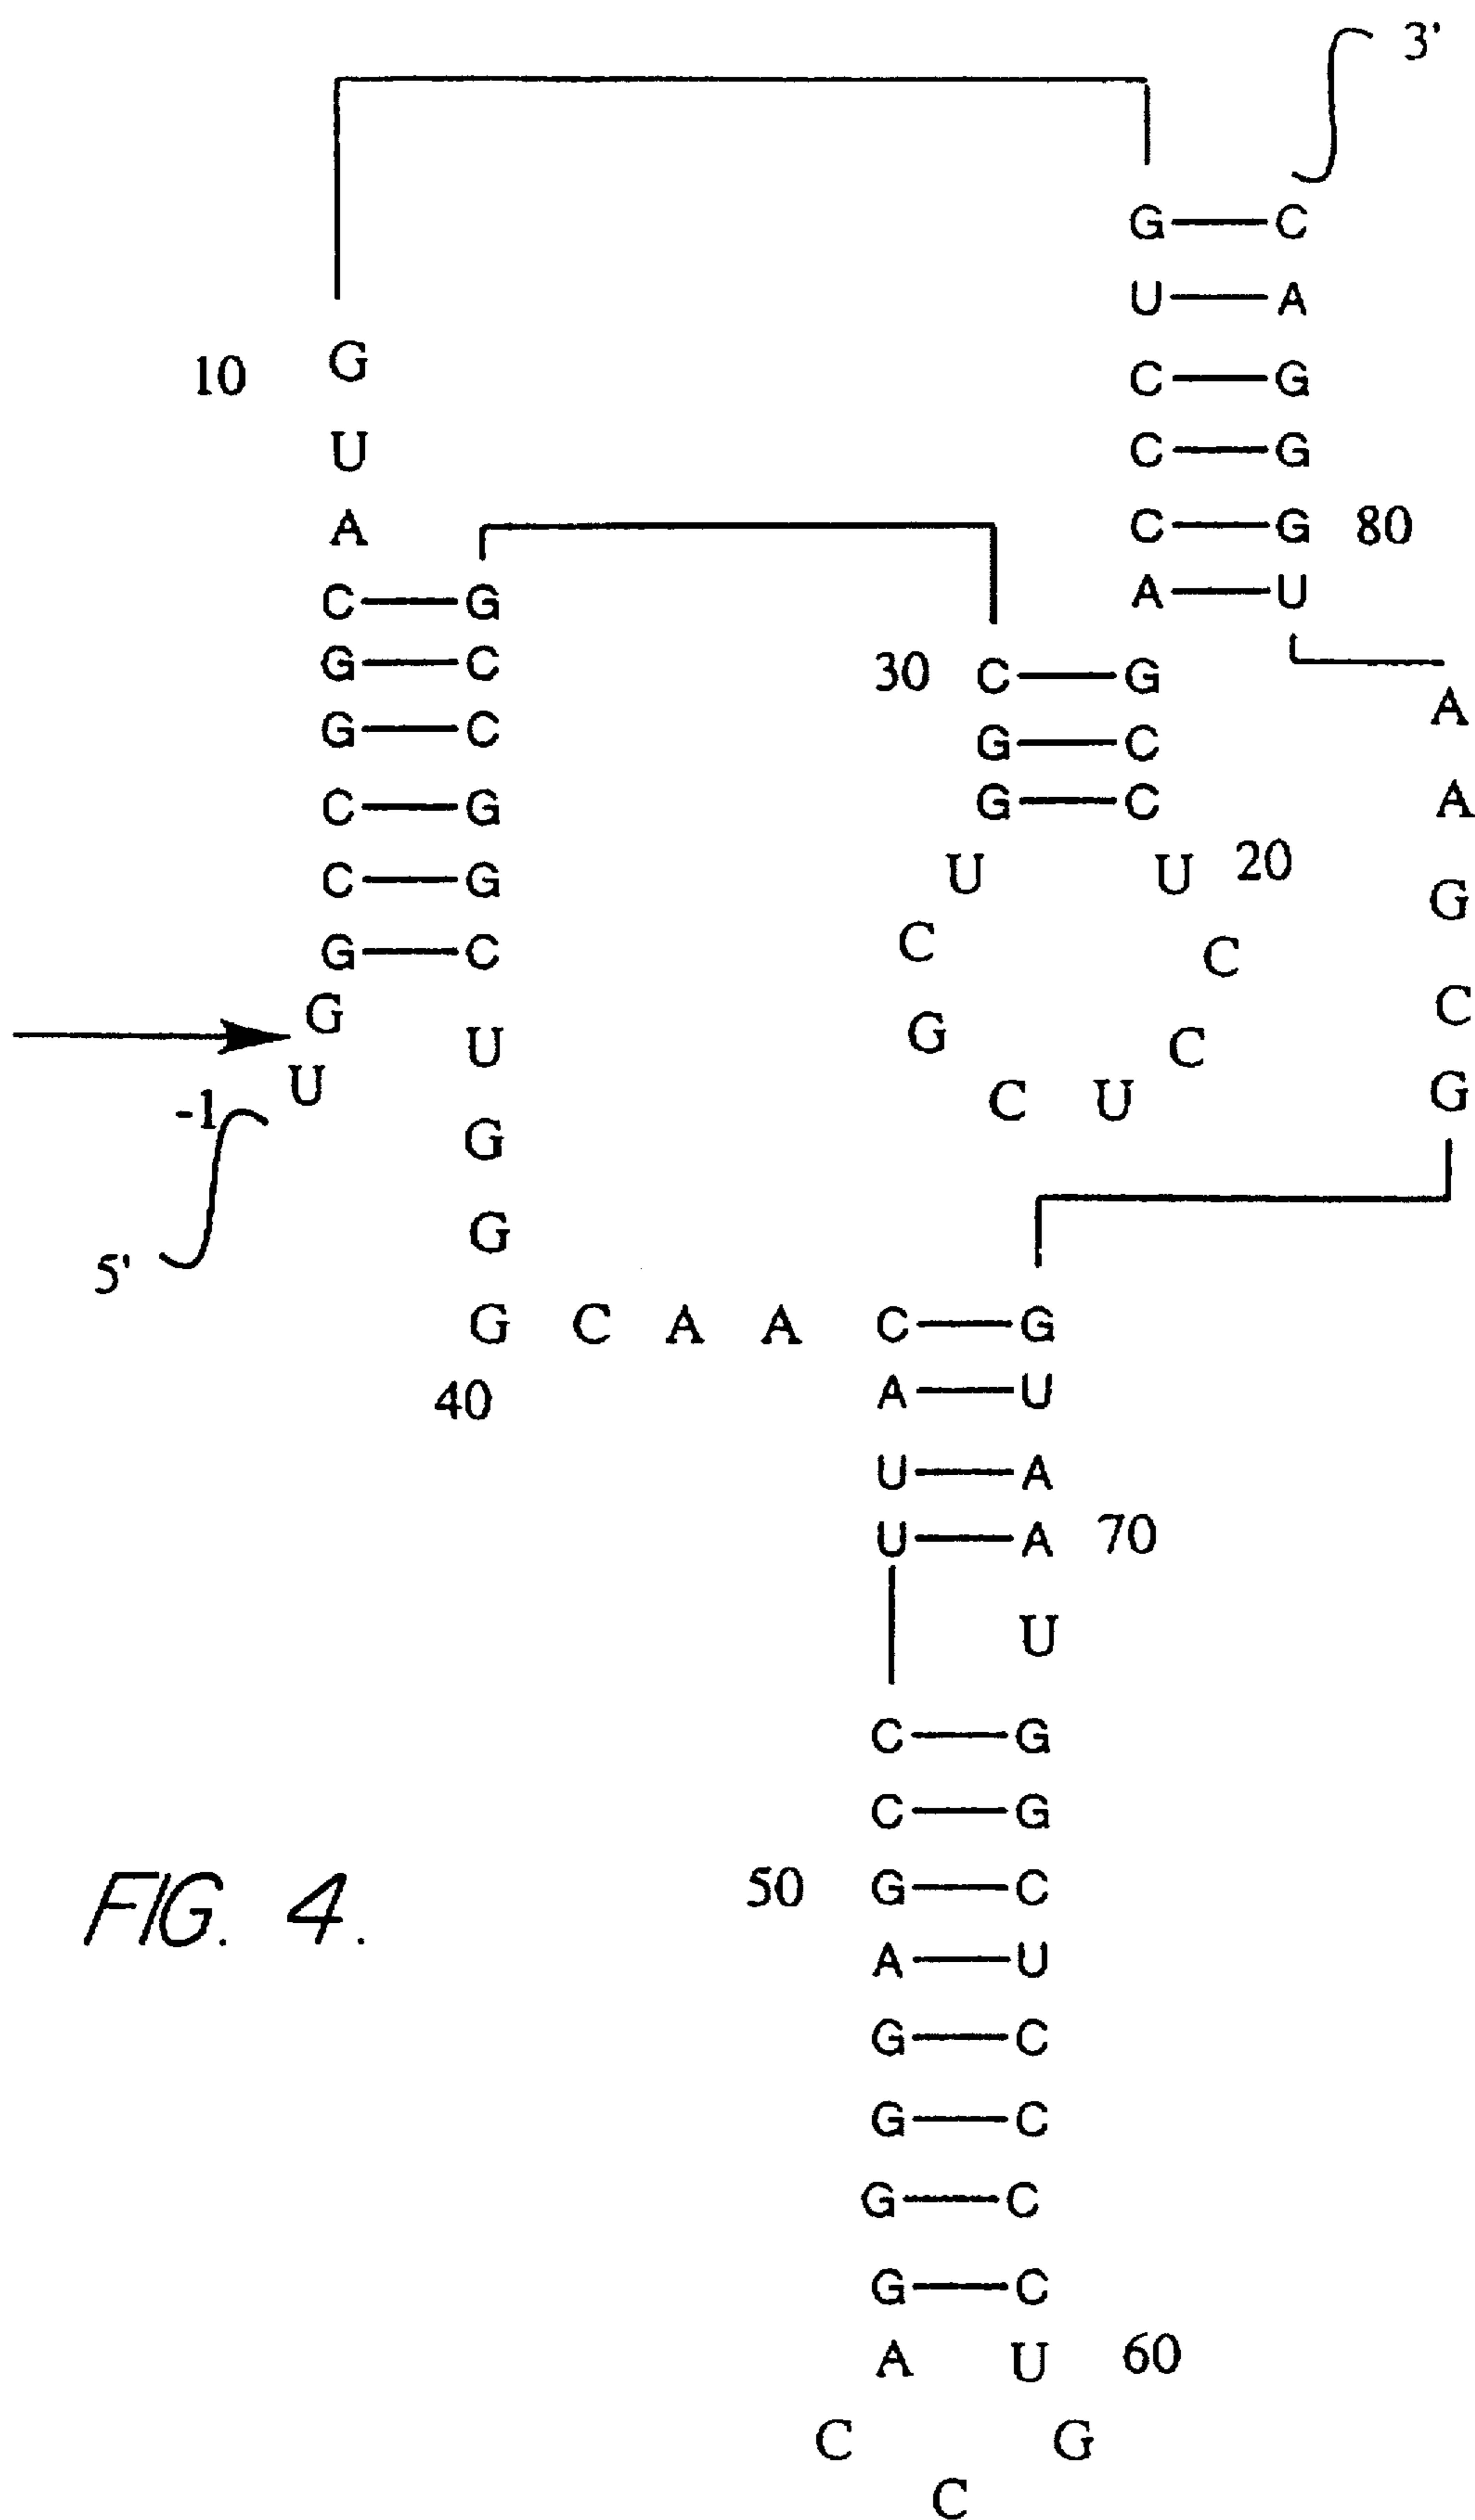 3'
G C
U A
10 G C G
U C G
A C G 80
C G A U
G C 30 C G A
G C G C
C G G C A
C G U U 20 G
G C C C
G G C C
U U C U G
-1
G
5' G
G C A A C G
40 A U
U A
U A 70
U
C G
C G
50 G C
FIG. 4.
A U
G C
G C
G C
G C
A U 60
C G
C